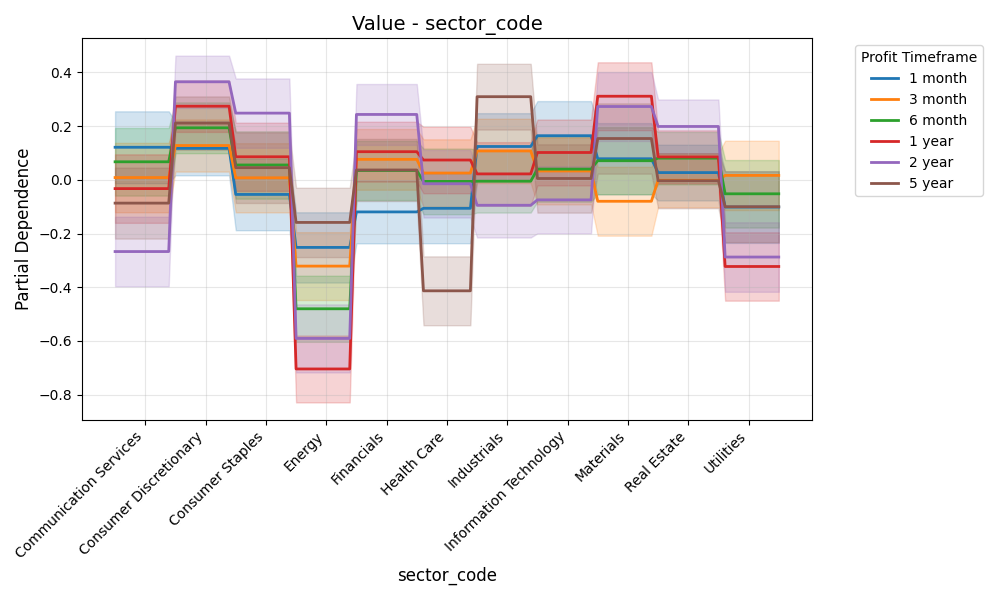 Value - sector_code
Partial Dependence
0.4
0.2
0.0
−0.2
−0.4
−0.6
−0.8
Communication Services
Consumer Discretionary
Consumer Staples
Energy
Financials
Health Care
Industrials
Information Technology
Materials
Real Estate
Utilities
sector_code
Profit Timeframe
1 month
3 month
6 month
1 year
2 year
5 year